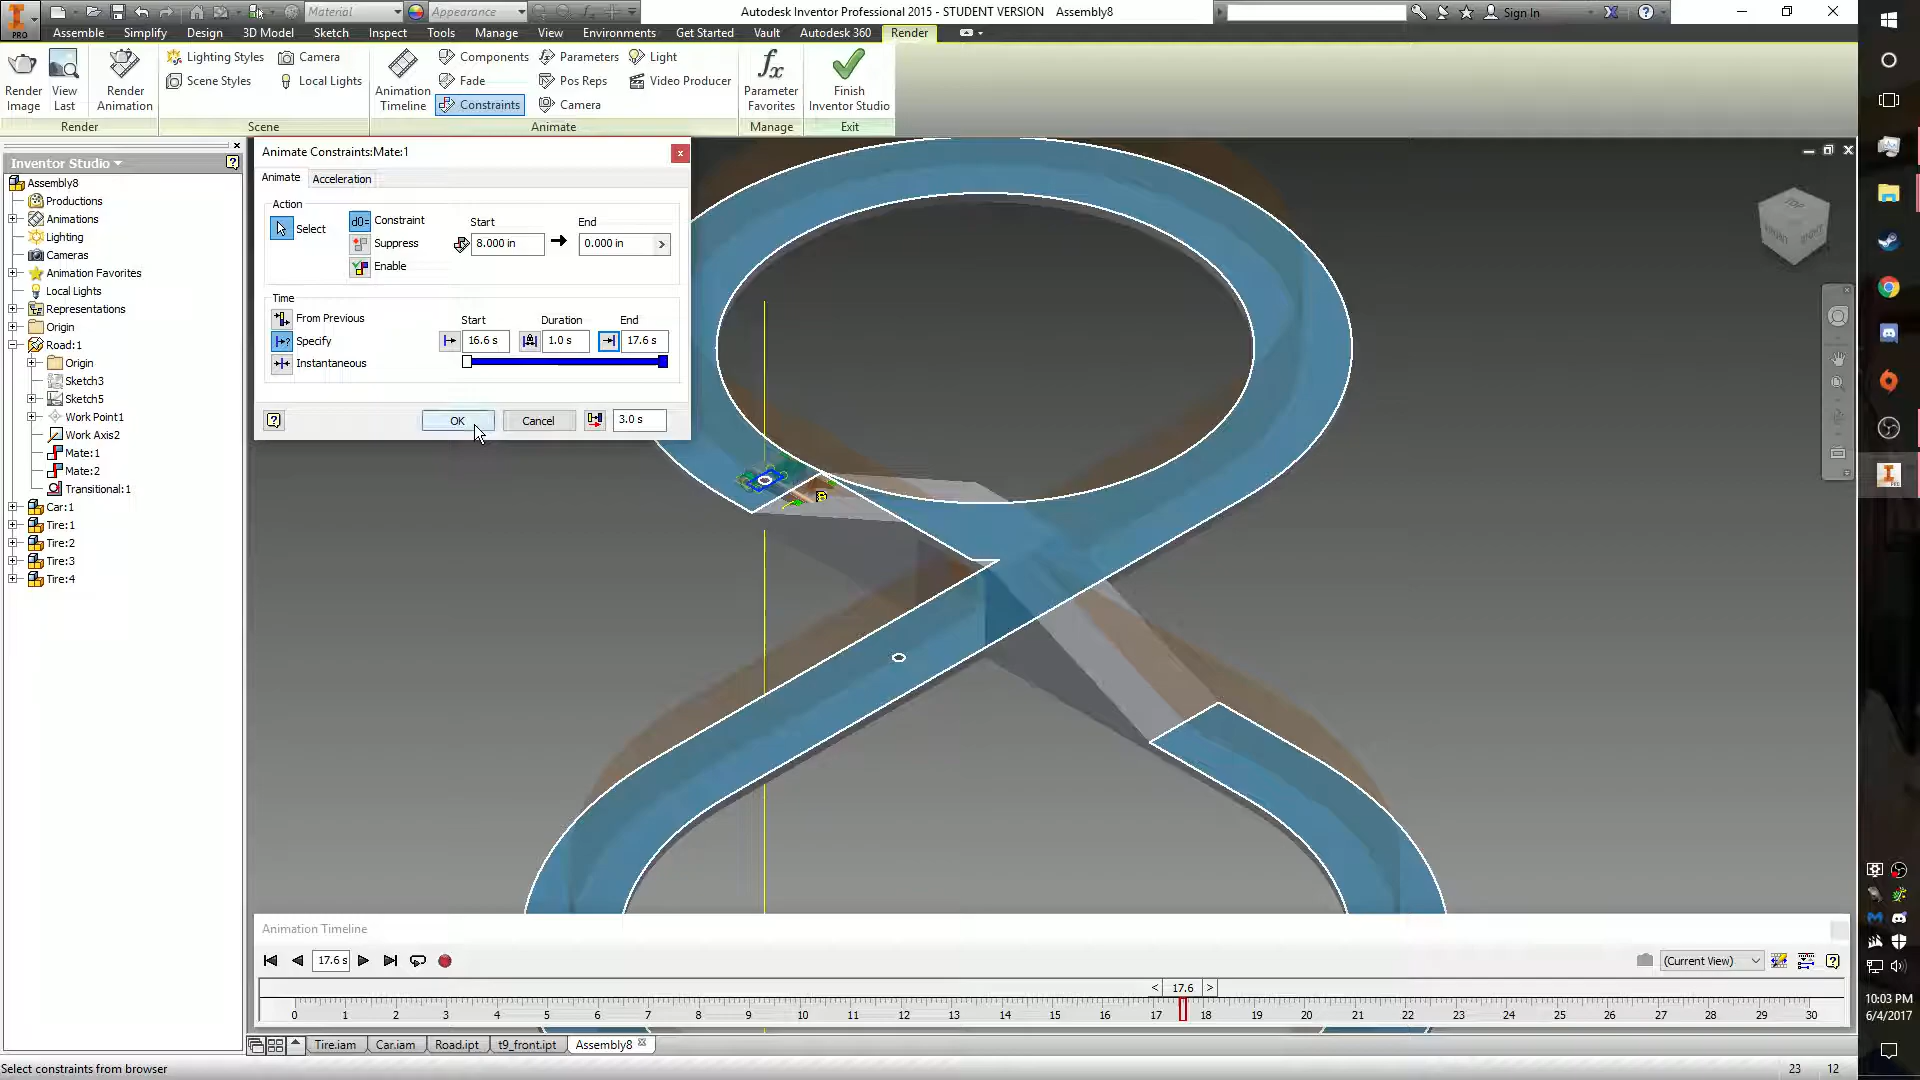 Material
Appearance
Autodesk Inventor Professional 2015 - STUDENT VERSION Assembly8
Sign In
PRO
Assemble Simplify Design 3D Model Sketch Inspect Tools Manage View Environments Get Started Vault Autodesk 360 Render
Render Image
View Last
Render Animation
Lighting Styles
Scene Styles
Camera
Local Lights
Animation Timeline
Components
Fade
Constraints
Parameters
Pos Reps
Camera
Light
Video Producer
fx
Parameter Favorites
Finish Inventor Studio
Render Scene Animate Manage Exit
Inventor Studio
Assembly8
Productions
Animations
Lighting
Cameras
Animation Favorites
Local Lights
Representations
Origin
Road:1
Origin
Sketch3
Sketch5
Work Point1
Work Axis2
Mate:1
Mate:2
Transitional:1
Car:1
Tire:1
Tire:2
Tire:3
Tire:4
Animate Constraints:Mate:1
Animate Acceleration
Action
Select
d0= Constraint
Suppress
Enable
Start End
8.000 in 0.000 in
Time
From Previous
Specify
Instantaneous
Start Duration End
16.6 s 1.0 s 17.6 s
OK Cancel 3.0 s
TOP
Animation Timeline
17.6 s
(Current View)
< 17.6 >
0 1 2 3 4 5 6 7 8 9 10 11 12 13 14 15 16 17 18 19 20 21 22 23 24 25 26 27 28 29 30
Tire.iam Car.iam Road.ipt t9_front.ipt Assembly8
Select constraints from browser
23 12
10:03 PM
6/4/2017